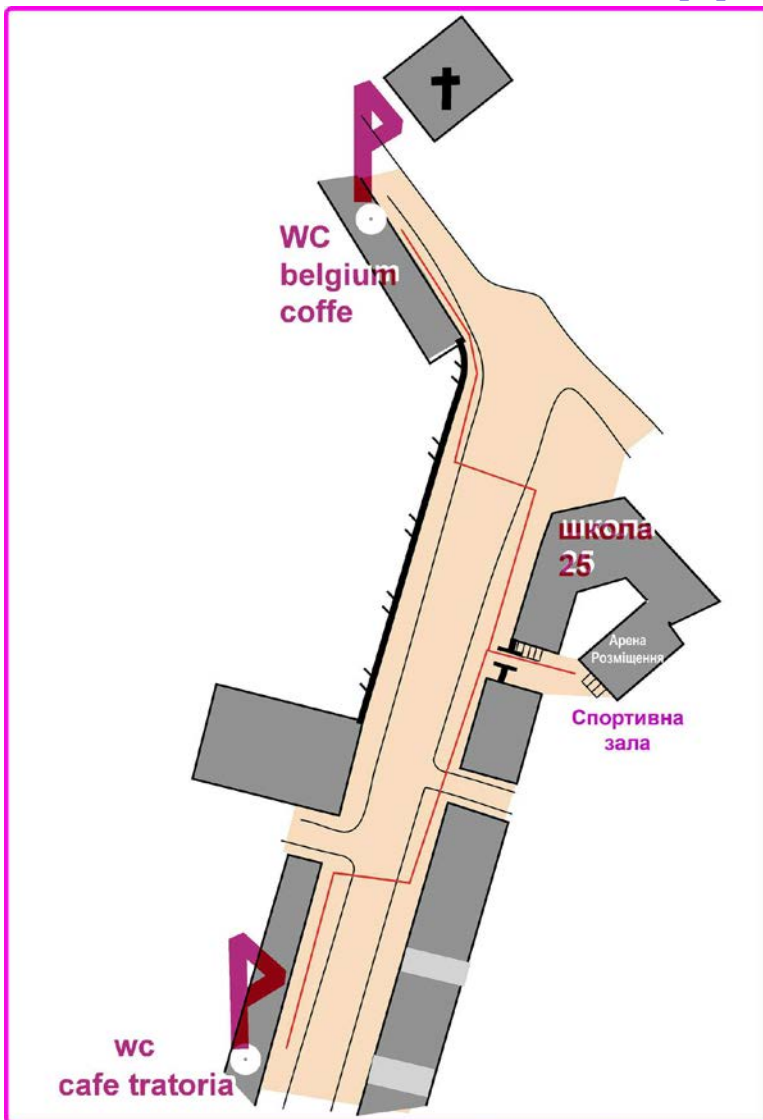 WC
belgium
coffe
школа
25
Арена
Розміщення
Спортивна
зала
wc
cafe tratoria